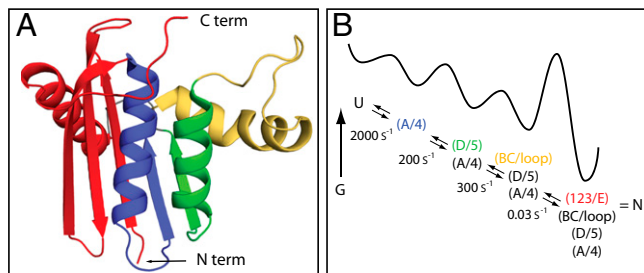 A
C term
N term
B
U
2000 s-1
(A/4)
200 s-1
(D/5)
(A/4)
300 s-1
(BC/loop)
(D/5)
(A/4)
0.03 s-1
(123/E) = N
(BC/loop)
(D/5)
(A/4)
G